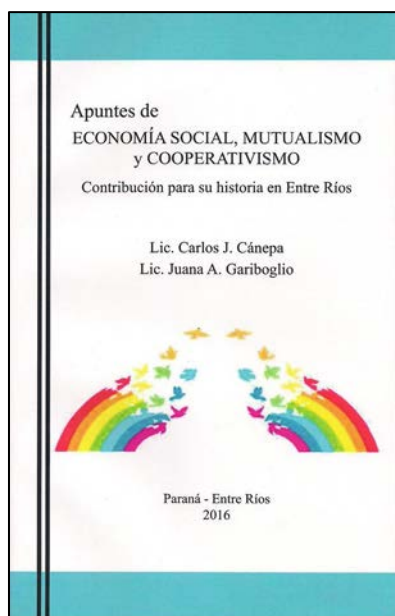 Apuntes de
ECONOMÍA SOCIAL, MUTUALISMO
y COOPERATIVISMO
Contribución para su historia en Entre Ríos
Lic. Carlos J. Cánepa
Lic. Juana A. Gariboglio
Paraná - Entre Ríos
2016